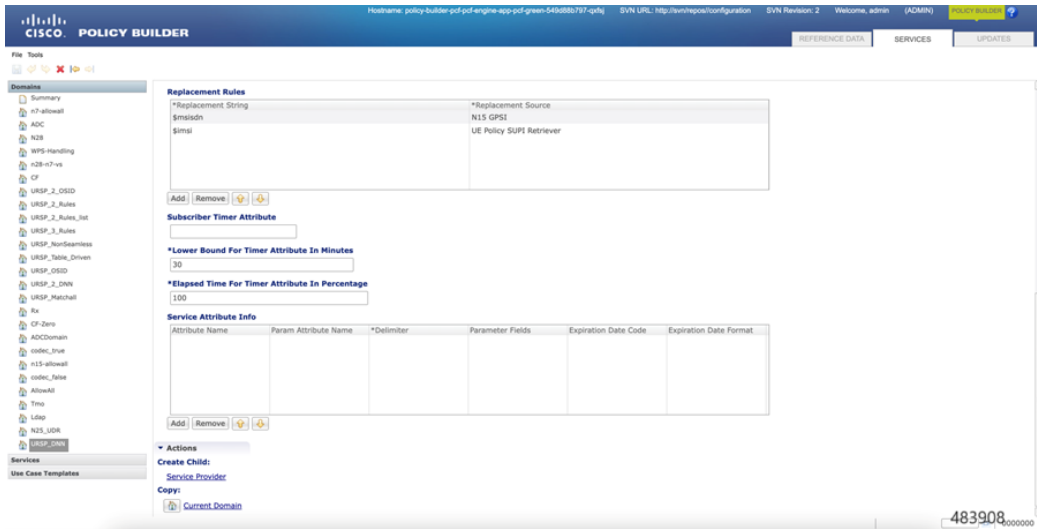 Hostname: policy-builder-pcf-pcf-engine-app-pcf-green-549d88b797-qxfsj SVN URL: http://svn/repos//configuration SVN Revision: 2 Welcome, admin (ADMIN) POLICY BUILDER ?
CISCO. POLICY BUILDER
REFERENCE DATA SERVICES UPDATES
File Tools
Domains
Summary
n7-allowall
ADC
N28
WPS-Handling
n28-n7-vs
CF
URSP_2_OSID
URSP_2_Rules
URSP_2_Rules_list
URSP_3_Rules
URSP_NonSeamless
URSP_Table_Driven
URSP_OSID
URSP_2_DNN
URSP_Matchall
Rx
CF-Zero
ADCDomain
codec_true
n15-allowall
codec_false
AllowAll
Tmo
Ldap
N25_UDR
URSP_DNN
Services
Use Case Templates
Replacement Rules
*Replacement String *Replacement Source
$msisdn N15 GPSI
$imsi UE Policy SUPI Retriever
Add Remove
Subscriber Timer Attribute
*Lower Bound For Timer Attribute In Minutes
30
*Elapsed Time For Timer Attribute In Percentage
100
Service Attribute Info
Attribute Name Param Attribute Name *Delimiter Parameter Fields Expiration Date Code Expiration Date Format
Add Remove
Actions
Create Child:
Service Provider
Copy:
Current Domain
483908